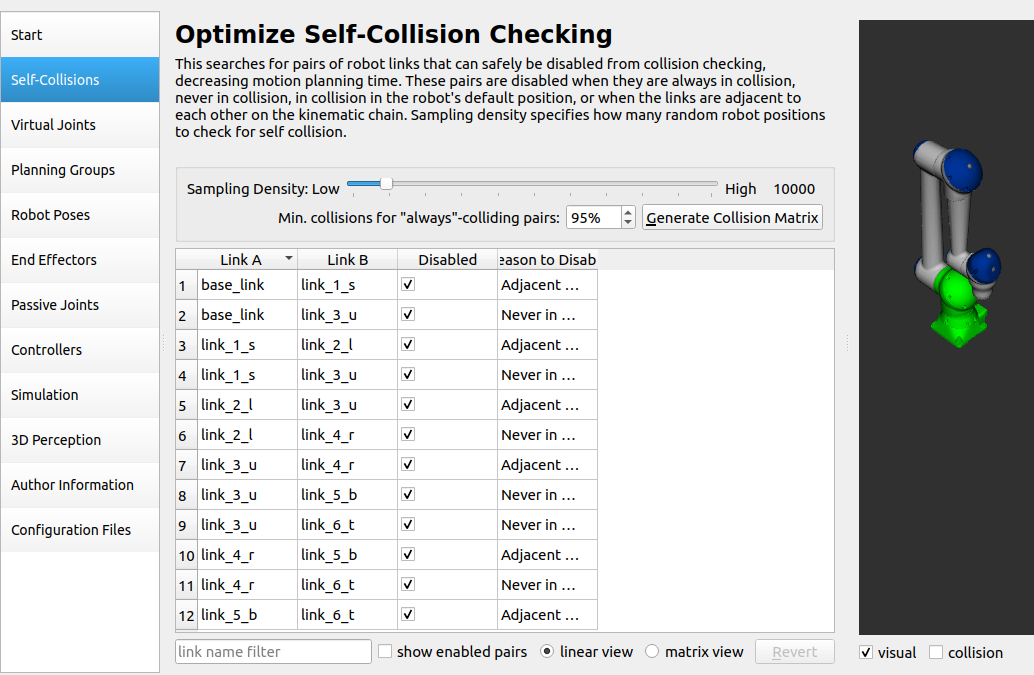 Start
Self-Collisions
Virtual Joints
Planning Groups
Robot Poses
End Effectors
Passive Joints
Controllers
Simulation
3D Perception
Author Information
Configuration Files
Optimize Self-Collision Checking
This searches for pairs of robot links that can safely be disabled from collision checking,
decreasing motion planning time. These pairs are disabled when they are always in collision,
never in collision, in collision in the robot's default position, or when the links are adjacent to
each other on the kinematic chain. Sampling density specifies how many random robot positions
to check for self collision.
Sampling Density: Low High 10000
Min. collisions for "always"-colliding pairs: 95% Generate Collision Matrix
Link A Link B Disabled eason to Disab
1 base_link link_1_s Adjacent ...
2 base_link link_3_u Never in ...
3 link_1_s link_2_l Adjacent ...
4 link_1_s link_3_u Never in ...
5 link_2_l link_3_u Adjacent ...
6 link_2_l link_4_r Never in ...
7 link_3_u link_4_r Adjacent ...
8 link_3_u link_5_b Never in ...
9 link_3_u link_6_t Never in ...
10 link_4_r link_5_b Adjacent ...
11 link_4_r link_6_t Never in ...
12 link_5_b link_6_t Adjacent ...
link name filter show enabled pairs linear view matrix view Revert
visual collision